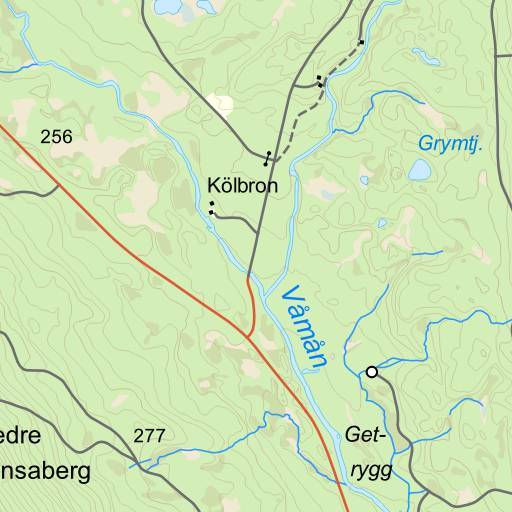 256
Grymtj.
Kölbron
Våmån
277
Get-
rygg
edre
nsaberg